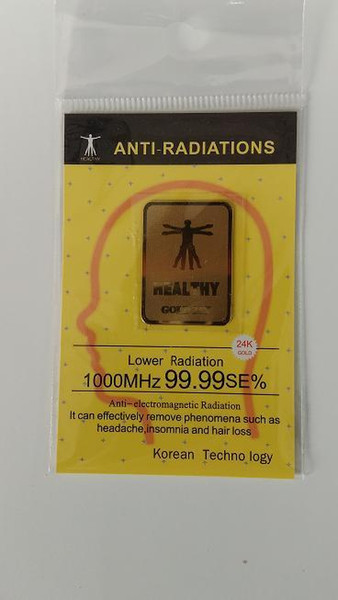 HEALTHY
ANTI-RADIATIONS
HEALTHY
24K
GOLD
Lower Radiation
1000MHz 99.99SE%
Anti-electromagnetic Radiation
It can effectively remove phenomena such as
headache,insomnia and hair loss
Korean Techno logy